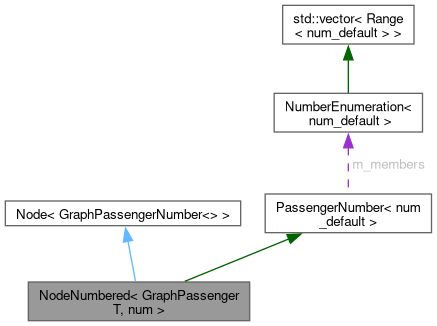 std::vector< Range
< num_default > >
NumberEnumeration<
num_default >
m_members
Node< GraphPassengerNumber<> >
PassengerNumber< num
_default >
NodeNumbered< GraphPassenger
T, num >